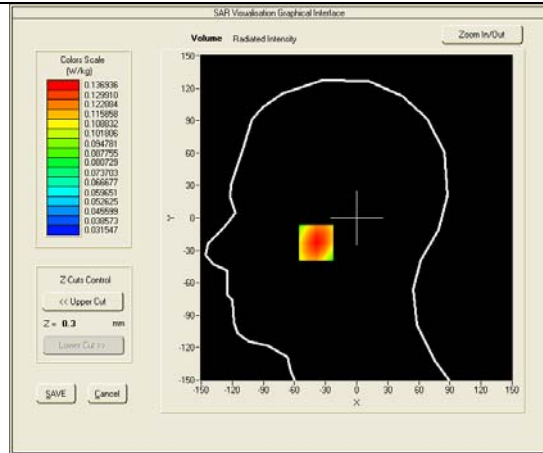 SAR Visualisation Graphical Interface
Volume Radiated Intensity
Zoom In/Out
Colors Scale
(W/kg)
0.136936
0.129910
0.122884
0.115858
0.108832
0.101806
0.094781
0.087755
0.080729
0.073703
0.066677
0.059651
0.052625
0.045599
0.038573
0.031547
Z-Cuts Control
<< Upper Cut
Z = 0.3 mm
Lower Cut >>
SAVE Cancel
150
120
90
60
30
0
-30
-60
-90
-120
-150
Y
-150 -120 -90 -60 -30 0 30 60 90 120 150
X